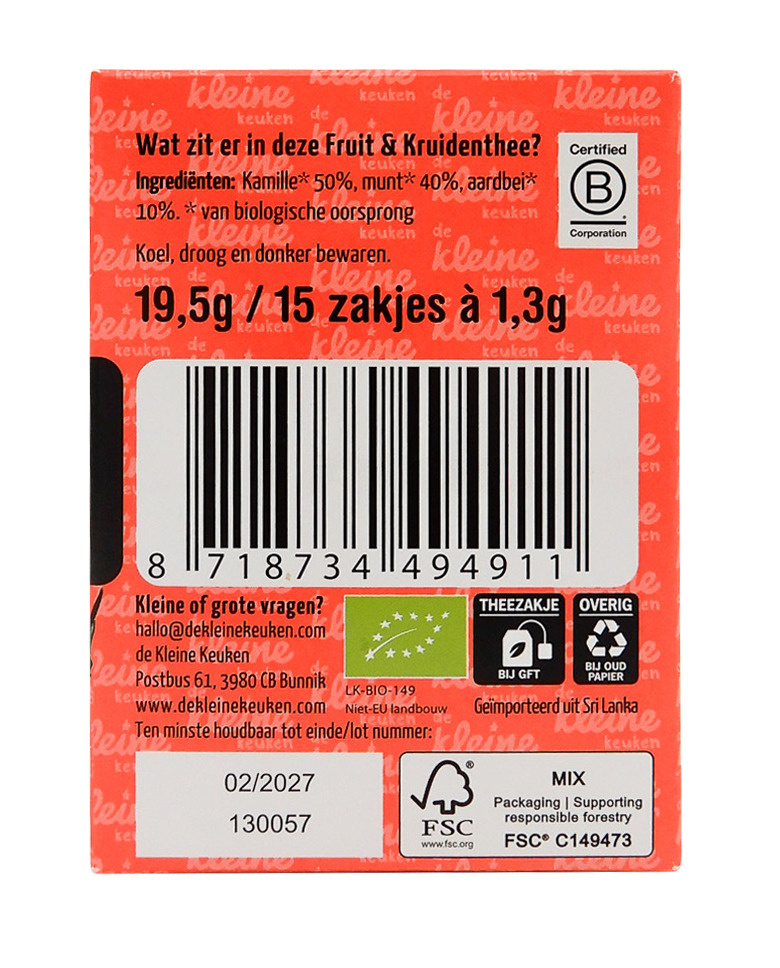 Wat zit er in deze Fruit & Kruidenthee?
Ingrediënten: Kamille* 50%, munt* 40%, aardbei*
10%. * van biologische oorsprong
Koel, droog en donker bewaren.
19,5g / 15 zakjes à 1,3g
Certified
B
Corporation
8 718734 494911
Kleine of grote vragen?
hallo@dekleinekeuken.com
de Kleine Keuken
Postbus 61, 3980 CB Bunnik
www.dekleinekeuken.com
LK-BIO-149
Niet-EU landbouw
THEEZAKJE
BIJ GFT
OVERIG
BIJ OUD
PAPIER
Geïmporteerd uit Sri Lanka
Ten minste houdbaar tot einde/lot nummer:
02/2027
130057
FSC
www.fsc.org
MIX
Packaging | Supporting
responsible forestry
FSC® C149473
de kleine keuken